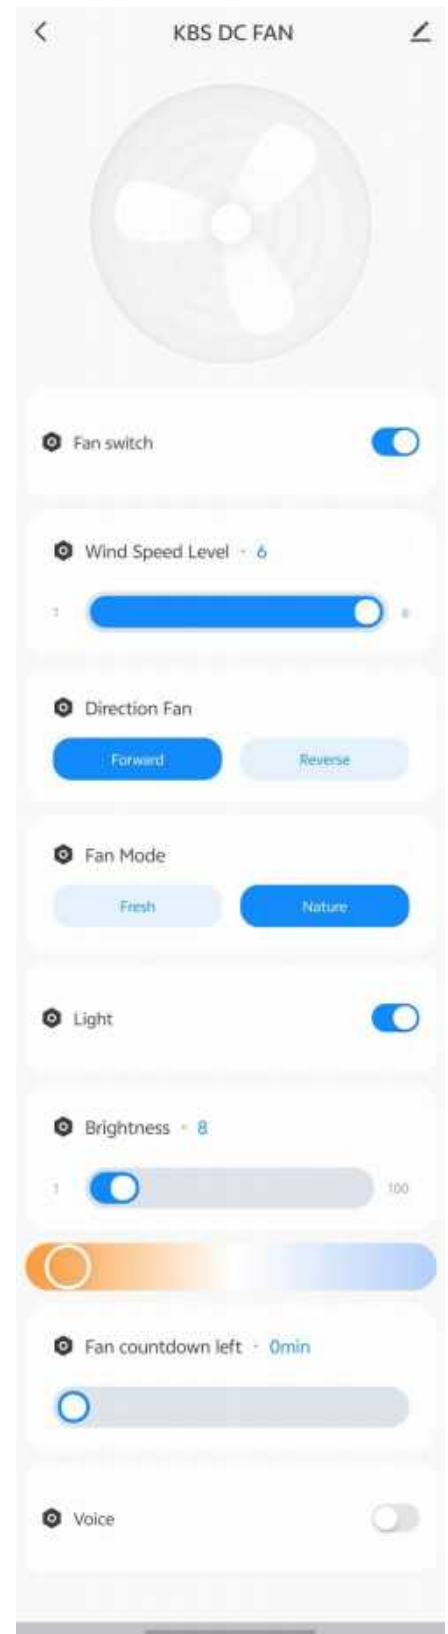 KBS DC FAN
Fan switch
Wind Speed Level · 6
1
6
Direction Fan
Forward Reverse
Fan Mode
Fresh Nature
Light
Brightness · 8
1 100
Fan countdown left · 0min
Voice